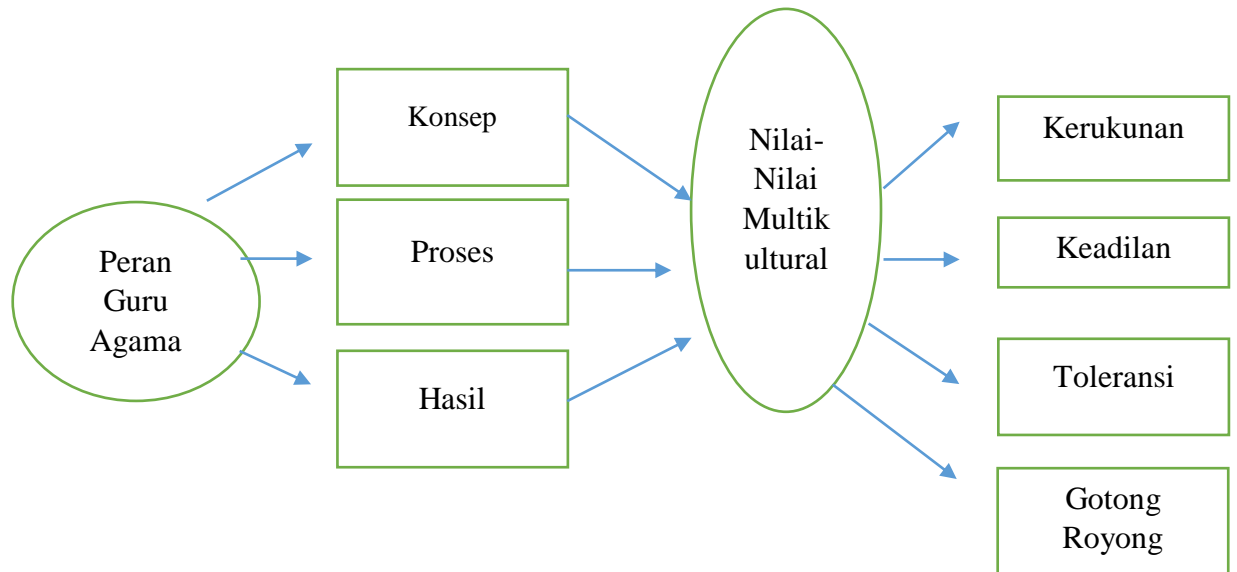 Peran
Guru
Agama
Konsep
Proses
Hasil
Nilai-
Nilai
Multik
ultural
Kerukunan
Keadilan
Toleransi
Gotong
Royong